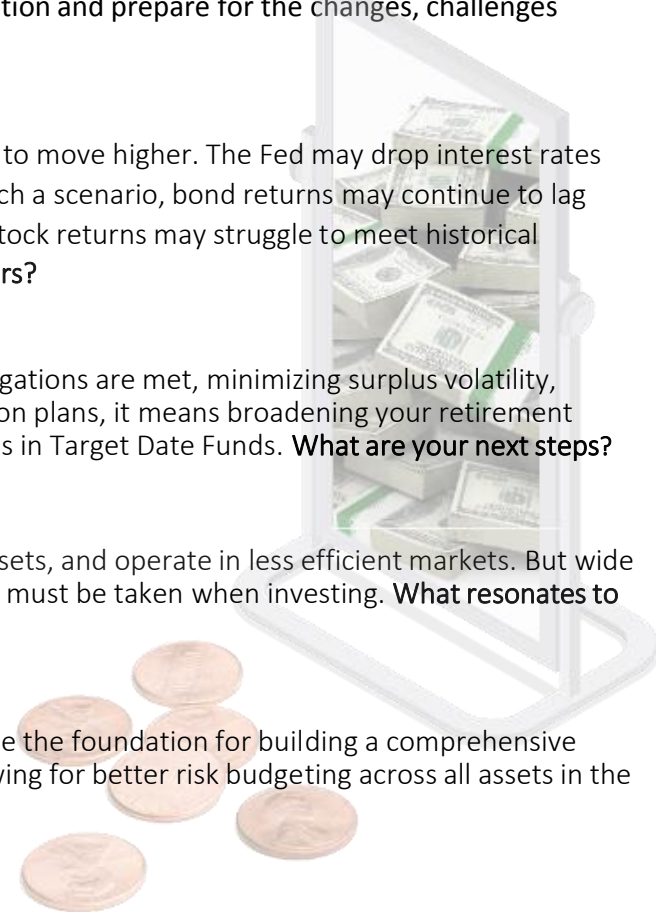 tion and prepare for the changes, challenges
to move higher. The Fed may drop interest rates
ch a scenario, bond returns may continue to lag
tock returns may struggle to meet historical
rs?
gations are met, minimizing surplus volatility,
on plans, it means broadening your retirement
s in Target Date Funds. What are your next steps?
sets, and operate in less efficient markets. But wide
must be taken when investing. What resonates to
e the foundation for building a comprehensive
ving for better risk budgeting across all assets in the